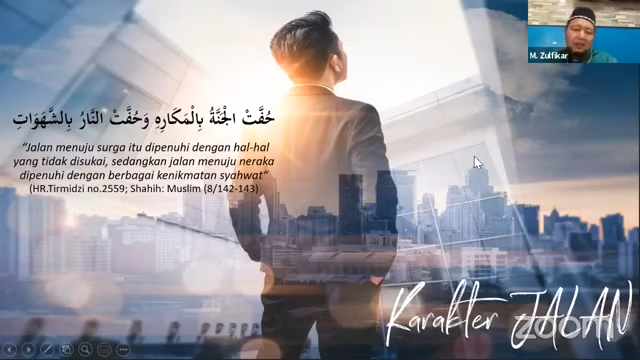 M. Zulfikar
حُفَّتْ الْجَنَّةُ بِالْمَكَارِهِ وَحُفَّتْ النَّارُ بِالشَّهَوَاتِ
“Jalan menuju surga itu dipenuhi dengan hal-hal
yang tidak disukai, sedangkan jalan menuju neraka
dipenuhi dengan berbagai kenikmatan syahwat”
(HR.Tirmidzi no.2559; Shahih: Muslim (8/142-143)
Karakter JALAN
zoom